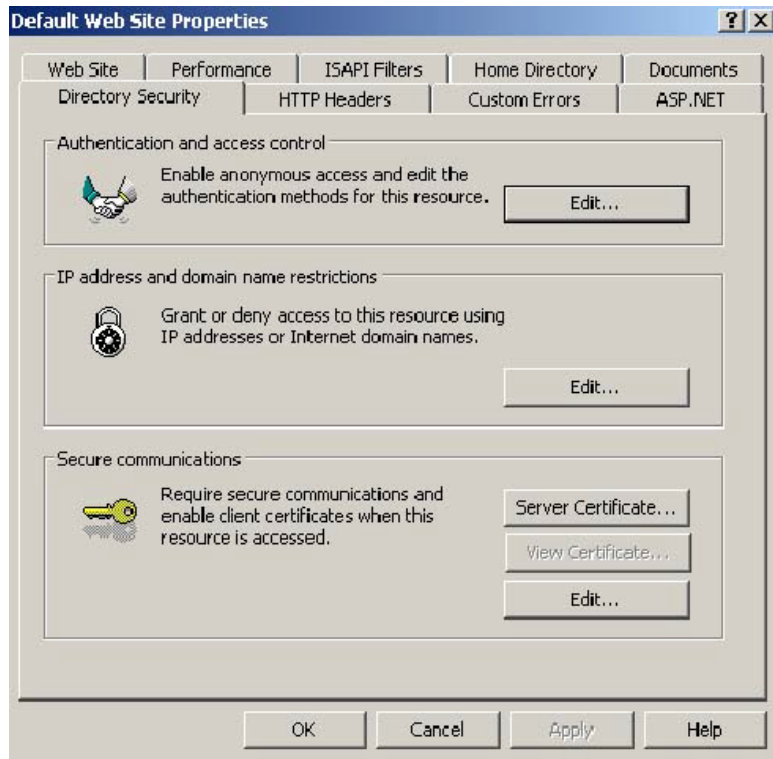 Default Web Site Properties
? X
Web Site Performance ISAPI Filters Home Directory Documents
Directory Security HTTP Headers Custom Errors ASP.NET
Authentication and access control
Enable anonymous access and edit the
authentication methods for this resource.
Edit...
IP address and domain name restrictions
Grant or deny access to this resource using
IP addresses or Internet domain names.
Edit...
Secure communications
Require secure communications and
enable client certificates when this
resource is accessed.
Server Certificate...
View Certificate...
Edit...
OK Cancel Apply Help